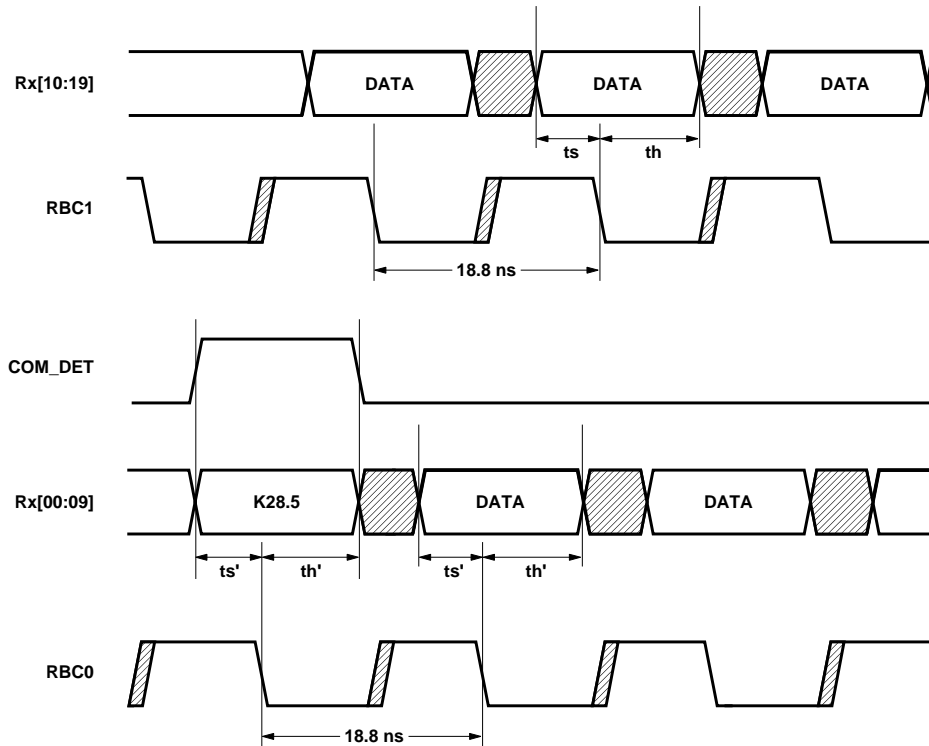 Rx[10:19]
DATA
DATA
DATA
ts
th
RBC1
18.8 ns
COM_DET
Rx[00:09]
K28.5
DATA
DATA
ts'
th'
ts'
th'
RBC0
18.8 ns